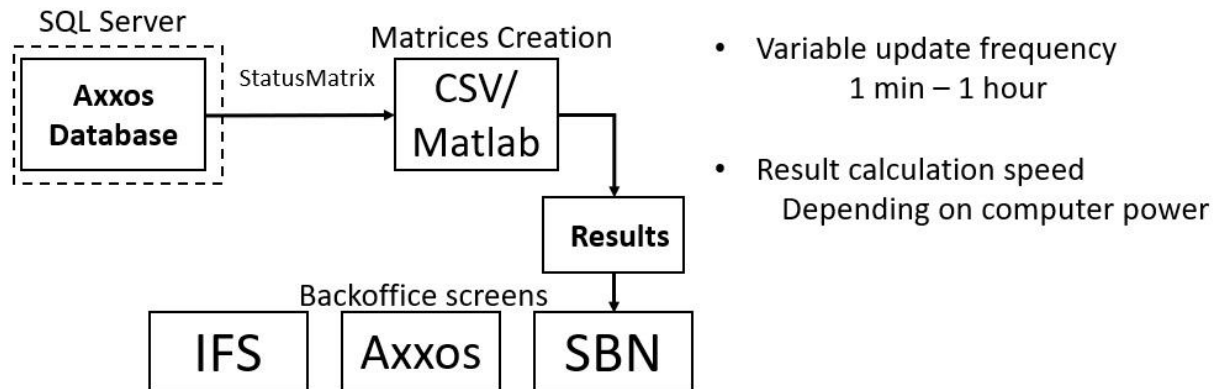 SQL Server
Axxos
Database
StatusMatrix
Matrices Creation
CSV/
Matlab
Results
Backoffice screens
IFS
Axxos
SBN
• Variable update frequency
1 min – 1 hour
• Result calculation speed
Depending on computer power